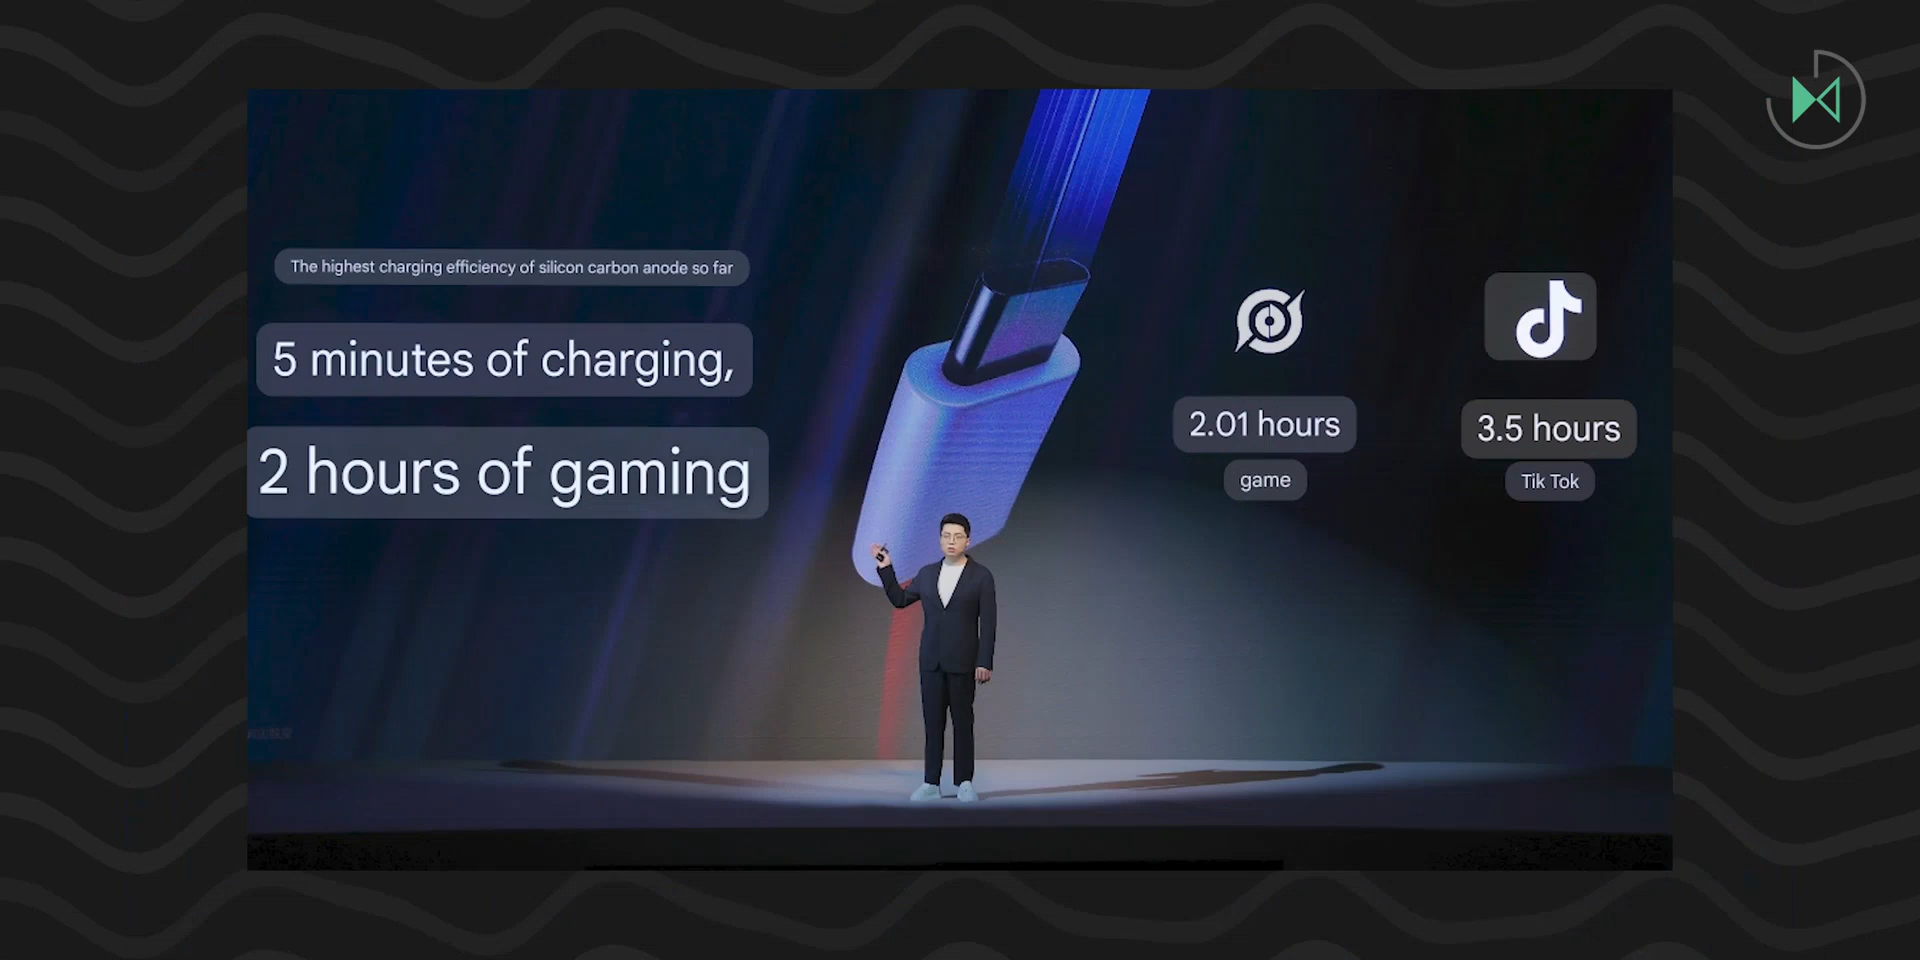 The highest charging efficiency of silicon carbon anode so far
5 minutes of charging,
2 hours of gaming
2.01 hours
game
3.5 hours
Tik Tok